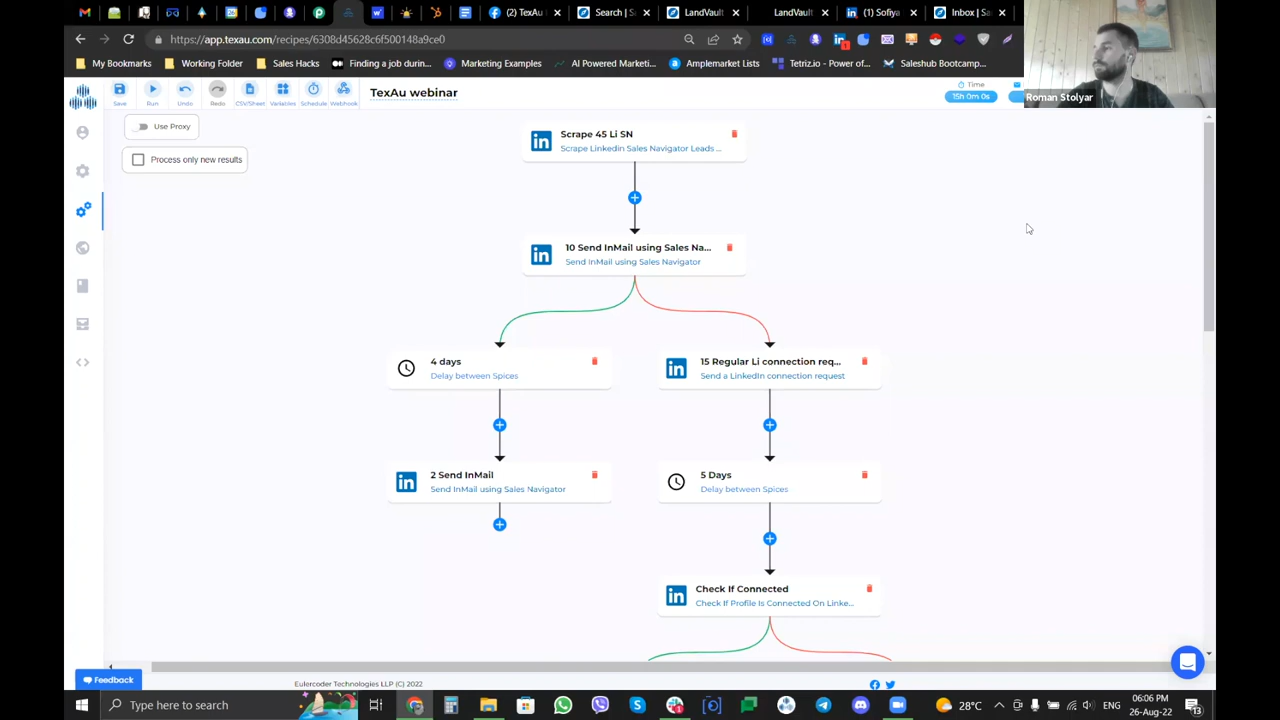 (2) TexAu -
Search | S
LandVault
LandVault
(1) Sofiya
Inbox | Sa
https://app.texau.com/recipes/6308d45628c6f500148a9ce0
My Bookmarks
Working Folder
Sales Hacks
Finding a job durin...
Marketing Examples
AI Powered Marketi...
Amplemarket Lists
Tetriz.io - Power of...
Saleshub Bootcamp...
Save
Run
Undo
Redo
CSV/Sheet
Variables
Schedule
Webhook
TexAu webinar
Time
15h 0m 0s
Roman Stolyar
Use Proxy
Process only new results
Scrape 45 Li SN
Scrape Linkedin Sales Navigator Leads ...
10 Send InMail using Sales Na...
Send InMail using Sales Navigator
4 days
Delay between Spices
15 Regular Li connection req...
Send a LinkedIn connection request
2 Send InMail
Send InMail using Sales Navigator
5 Days
Delay between Spices
Check If Connected
Check If Profile Is Connected On Linke...
Feedback
Eulercoder Technologies LLP (C) 2022
Type here to search
28°C
ENG
06:06 PM
26-Aug-22
13